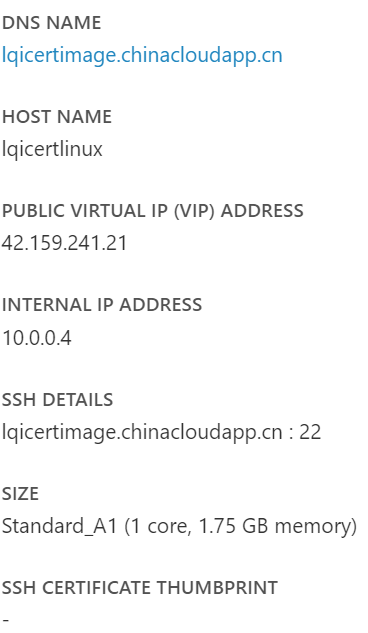 DNS NAME
lqicertimage.chinacloudapp.cn
HOST NAME
lqicertlinux
PUBLIC VIRTUAL IP (VIP) ADDRESS
42.159.241.21
INTERNAL IP ADDRESS
10.0.0.4
SSH DETAILS
lqicertimage.chinacloudapp.cn : 22
SIZE
Standard_A1 (1 core, 1.75 GB memory)
SSH CERTIFICATE THUMBPRINT
-